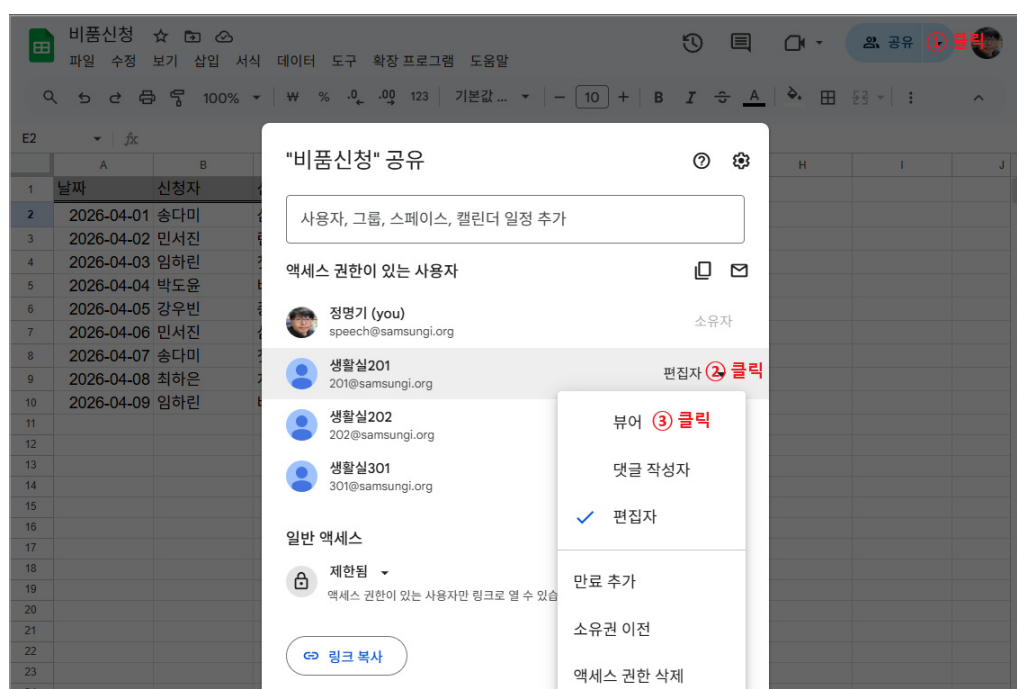 비품신청
파일 수정 보기 삽입 서식 데이터 도구 확장 프로그램 도움말
공유 ① 클릭
100% ₩ % .0 .00 123 기본값 ... 10 B I A
E2 fx
A B H I J
1 날짜 신청자
2 2026-04-01 송다미
3 2026-04-02 민서진
4 2026-04-03 임하린
5 2026-04-04 박도윤
6 2026-04-05 강우빈
7 2026-04-06 민서진
8 2026-04-07 송다미
9 2026-04-08 최하은
10 2026-04-09 임하린
11
12
13
14
15
16
17
18
19
20
21
22
23
"비품신청" 공유
사용자, 그룹, 스페이스, 캘린더 일정 추가
액세스 권한이 있는 사용자
정명기 (you)
speech@samsungi.org
소유자
생활실201
201@samsungi.org
편집자 ② 클릭
생활실202
202@samsungi.org
생활실301
301@samsungi.org
뷰어 ③ 클릭
댓글 작성자
편집자
만료 추가
소유권 이전
액세스 권한 삭제
일반 액세스
제한됨
액세스 권한이 있는 사용자만 링크로 열 수 있습
링크 복사